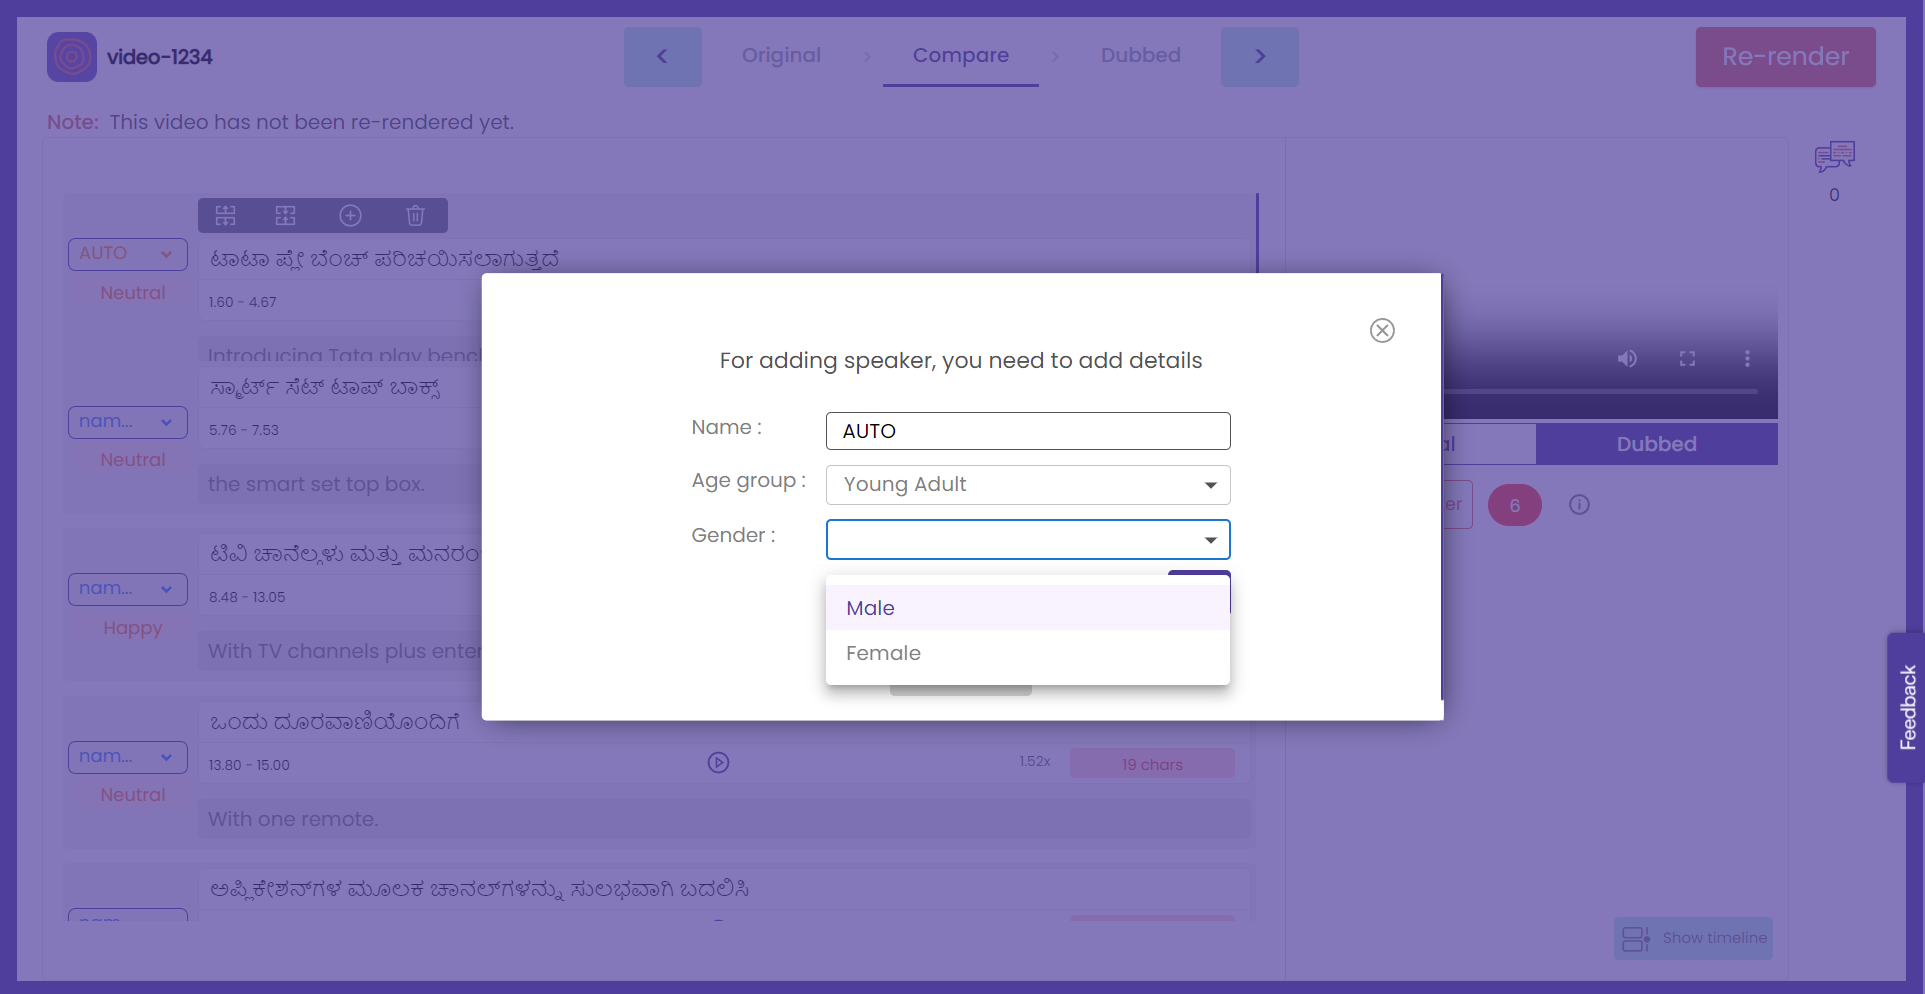 video-1234
Original
Compare
Dubbed
Re-render
Note: This video has not been re-rendered yet.
0
AUTO
Neutral
ಟಾಟಾ ಪ್ಲೇ ಬೆಂಚ್ ಪರಿಚಯಿಸಲಾಗುತ್ತದೆ
1.60 - 4.67
Introducing Tata play
nam...
Neutral
ಸ್ಮಾರ್ಟ್ ಸೆಟ್ ಟಾಪ್ ಬಾಕ್ಸ್
5.76 - 7.53
the smart set top box.
nam...
Happy
ಟಿವಿ ಚಾನೆಲ್ಗಳು ಮತ್ತು
8.48 - 13.05
With TV channels plus
nam...
Neutral
ಒಂದು ದೂರವಾಣಿಯೊಂದಿಗೆ
13.80 - 15.00
1.52x
19 chars
With one remote.
ಅಪ್ಲಿಕೇಶನ್‌ಗಳ ಮೂಲಕ ಚಾನಲ್‌ಗಳನ್ನು ಸುಲಭವಾಗಿ ಬದಲಿಸಿ
For adding speaker, you need to add details
Name :
AUTO
Age group :
Young Adult
Gender :
Male
Female
Dubbed
6
Feedback
Show timeline